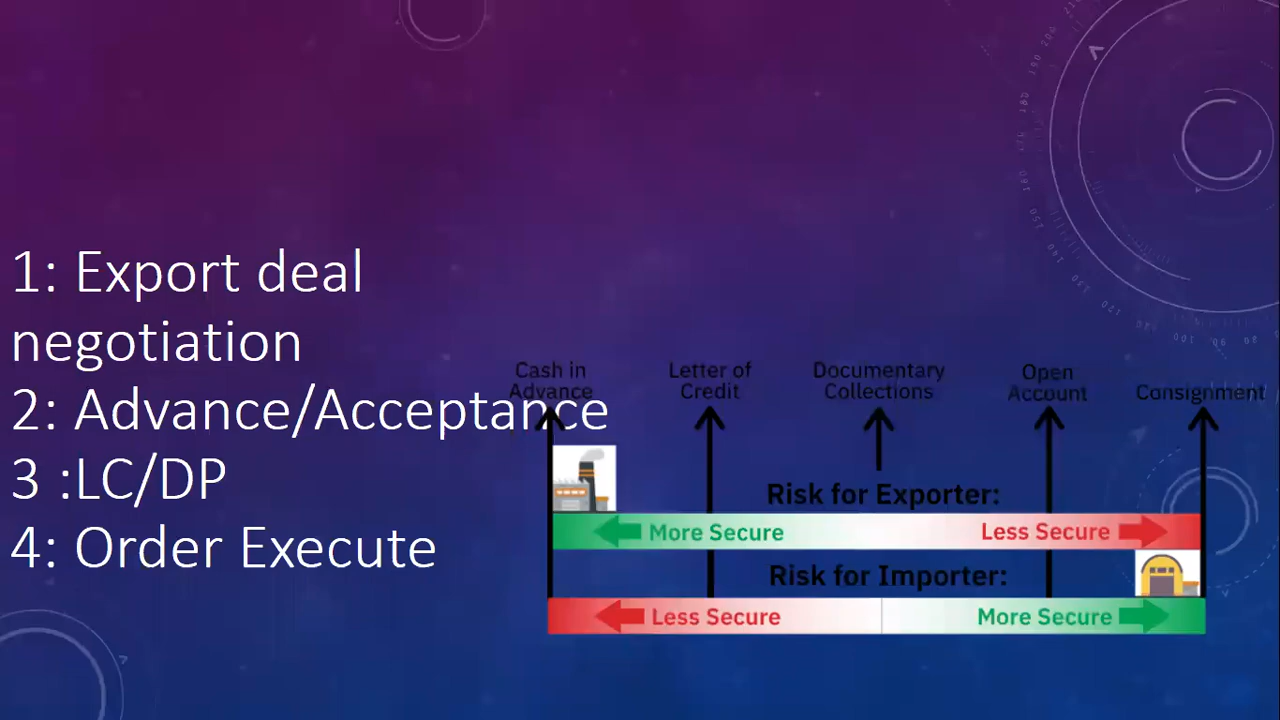 1: Export deal
negotiation
2: Advance/Acceptance
3 :LC/DP
4: Order Execute
Cash in
Advance
Letter of
Credit
Documentary
Collections
Open
Account
Consignment
Risk for Exporter:
More Secure
Less Secure
Risk for Importer:
Less Secure
More Secure